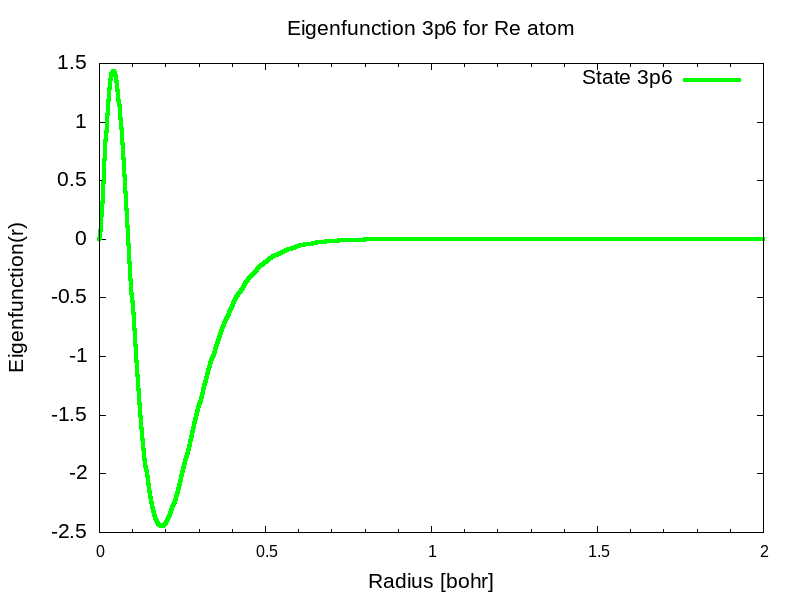 Eigenfunction 3p6 for Re atom
State 3p6
1.5
1
0.5
0
-0.5
-1
-1.5
-2
-2.5
Eigenfunction(r)
0 0.5 1 1.5 2
Radius [bohr]